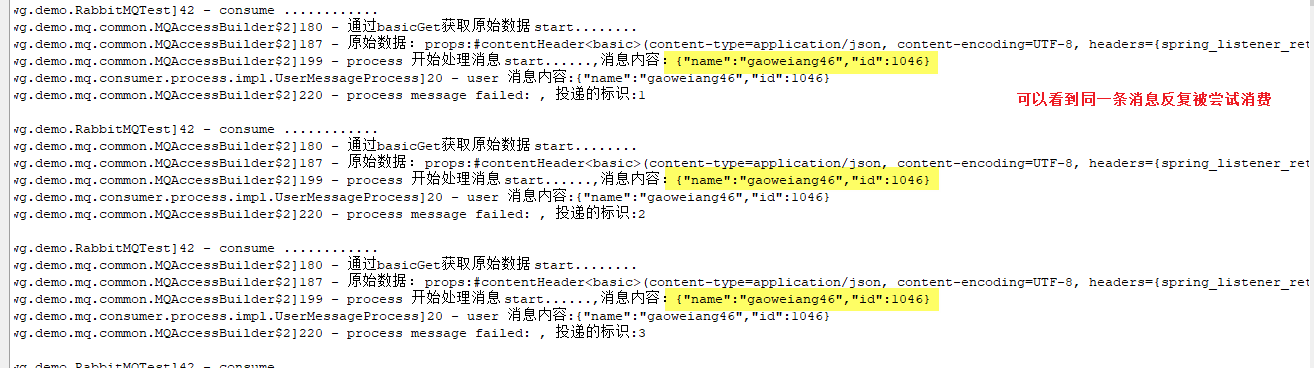 wg.demo.RabbitMQTest]42 - consume ............
wg.demo.mq.common.MQAccessBuilder$2]180 - 通过basicGet获取原始数据 start........
wg.demo.mq.common.MQAccessBuilder$2]187 - 原始数据: props:#contentHeader<basic>(content-type=application/json, content-encoding=UTF-8, headers={spring_listener_ret
wg.demo.mq.common.MQAccessBuilder$2]199 - process 开始处理消息 start......,消息内容: {"name":"gaoweiang46","id":1046}
wg.demo.mq.consumer.process.impl.UserMessageProcess]20 - user 消息内容:{"name":"gaoweiang46","id":1046}
wg.demo.mq.common.MQAccessBuilder$2]220 - process message failed: , 投递的标识:1
可以看到同一条消息反复被尝试消费
wg.demo.RabbitMQTest]42 - consume ............
wg.demo.mq.common.MQAccessBuilder$2]180 - 通过basicGet获取原始数据 start........
wg.demo.mq.common.MQAccessBuilder$2]187 - 原始数据: props:#contentHeader<basic>(content-type=application/json, content-encoding=UTF-8, headers={spring_listener_ret
wg.demo.mq.common.MQAccessBuilder$2]199 - process 开始处理消息 start......,消息内容: {"name":"gaoweiang46","id":1046}
wg.demo.mq.consumer.process.impl.UserMessageProcess]20 - user 消息内容:{"name":"gaoweiang46","id":1046}
wg.demo.mq.common.MQAccessBuilder$2]220 - process message failed: , 投递的标识:2
wg.demo.RabbitMQTest]42 - consume ............
wg.demo.mq.common.MQAccessBuilder$2]180 - 通过basicGet获取原始数据 start........
wg.demo.mq.common.MQAccessBuilder$2]187 - 原始数据: props:#contentHeader<basic>(content-type=application/json, content-encoding=UTF-8, headers={spring_listener_ret
wg.demo.mq.common.MQAccessBuilder$2]199 - process 开始处理消息 start......,消息内容: {"name":"gaoweiang46","id":1046}
wg.demo.mq.consumer.process.impl.UserMessageProcess]20 - user 消息内容:{"name":"gaoweiang46","id":1046}
wg.demo.mq.common.MQAccessBuilder$2]220 - process message failed: , 投递的标识:3
wg.demo.RabbitMQTest]42 - consume